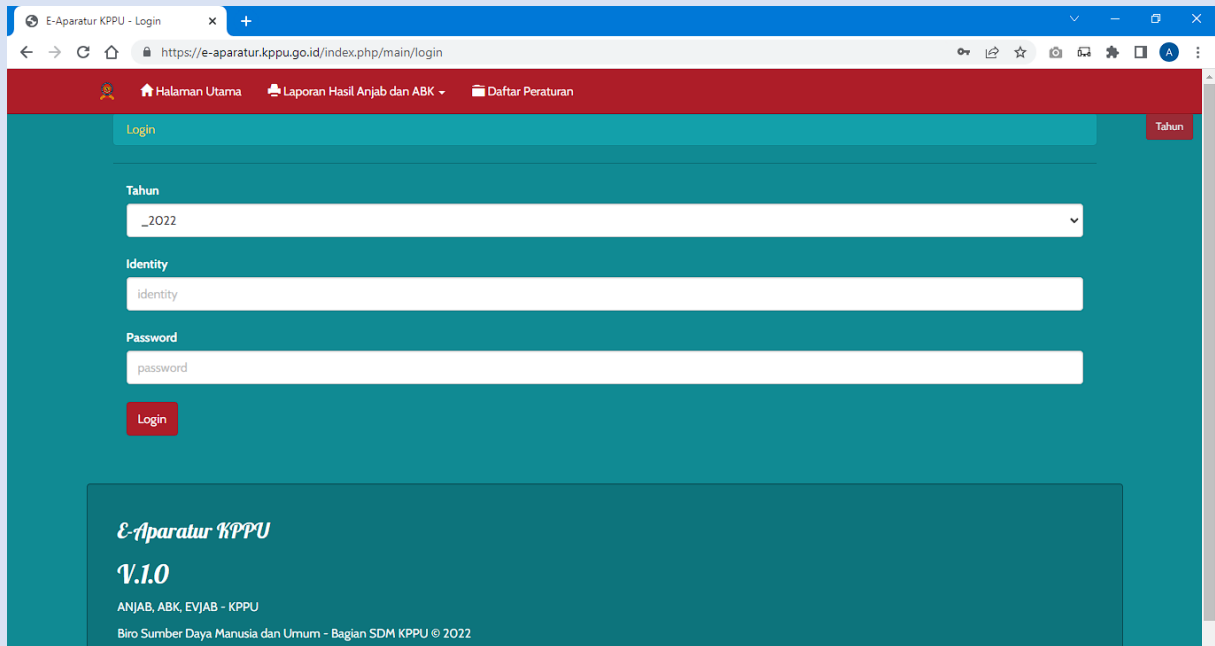 E-Aparatur KPPU - Login
https://e-aparatur.kppu.go.id/index.php/main/login
A
Halaman Utama Laporan Hasil Anjab dan ABK Daftar Peraturan
Login
Tahun
Tahun
_2022
Identity
identity
Password
password
Login
E-Aparatur KPPU
V.1.0
ANJAB, ABK, EVJAB - KPPU
Biro Sumber Daya Manusia dan Umum - Bagian SDM KPPU © 2022